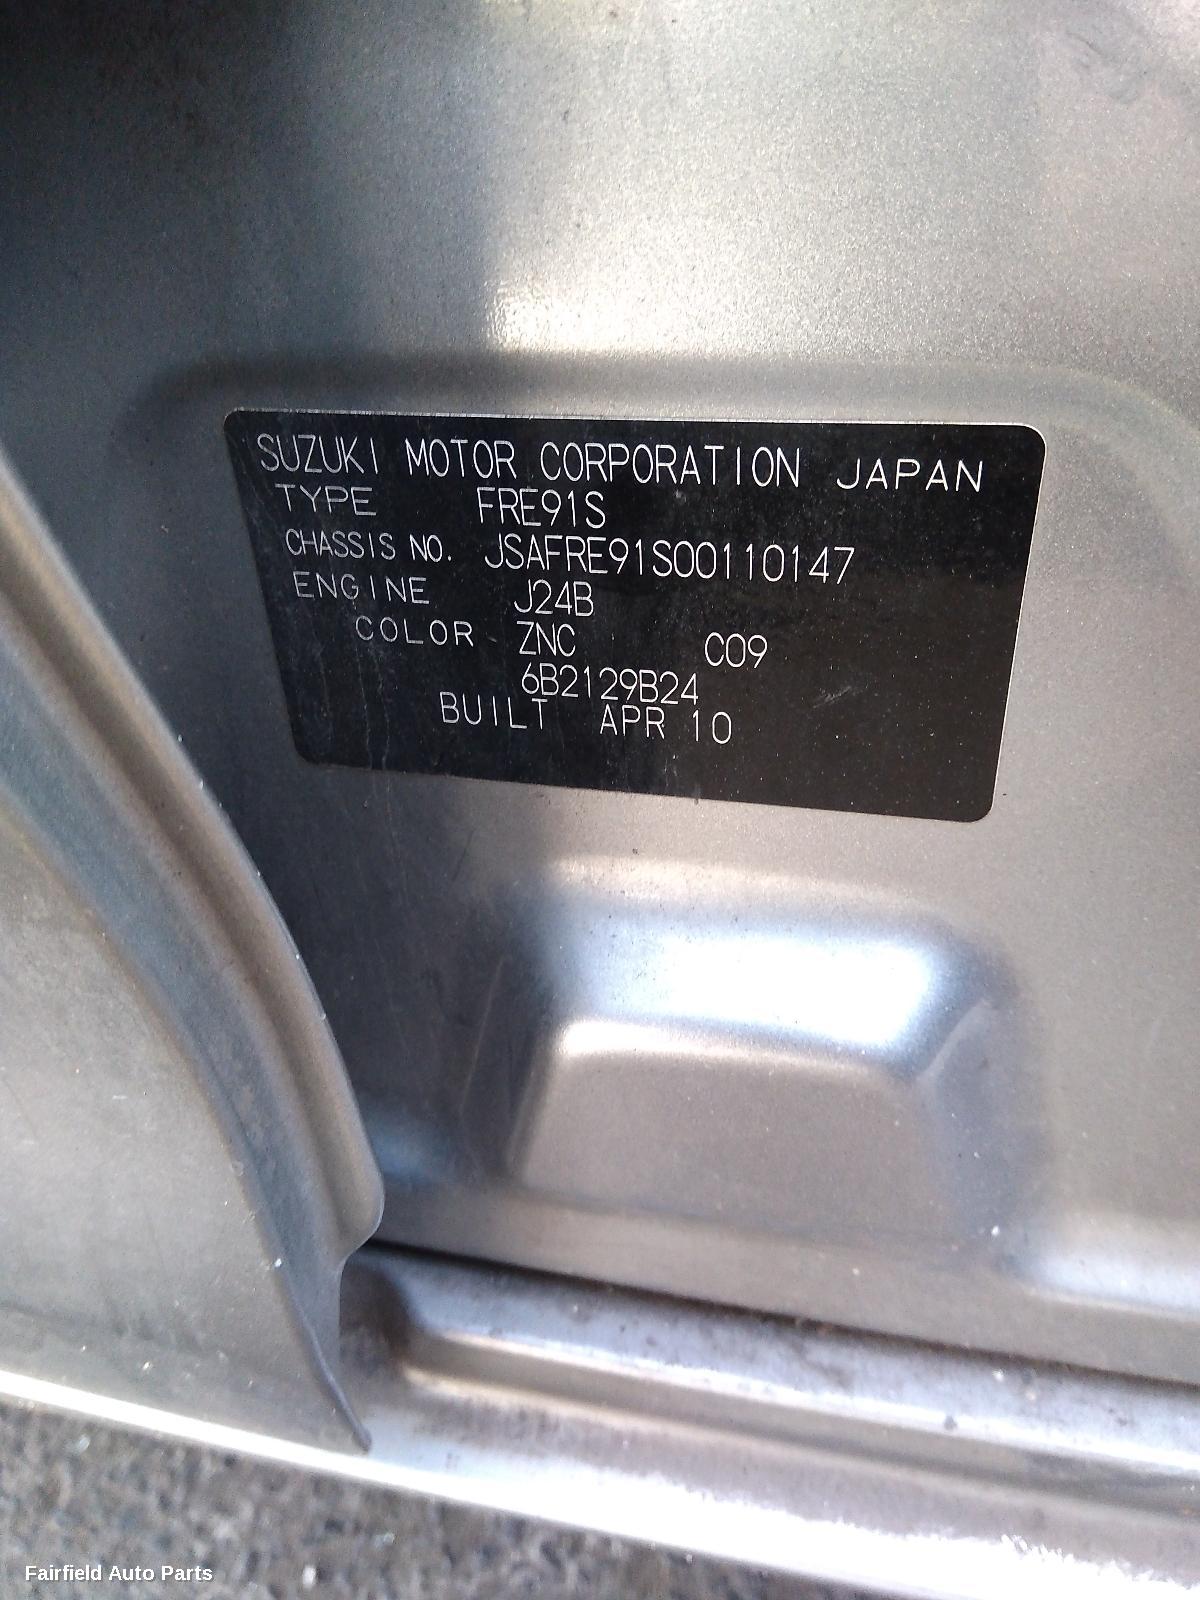 SUZUKI MOTOR CORPORATION JAPAN
TYPE FRE91S
CHASSIS NO. JSAFRE91S00110147
ENGINE J24B
COLOR ZNC C09
6B2129B24
BUILT APR 10
Fairfield Auto Parts